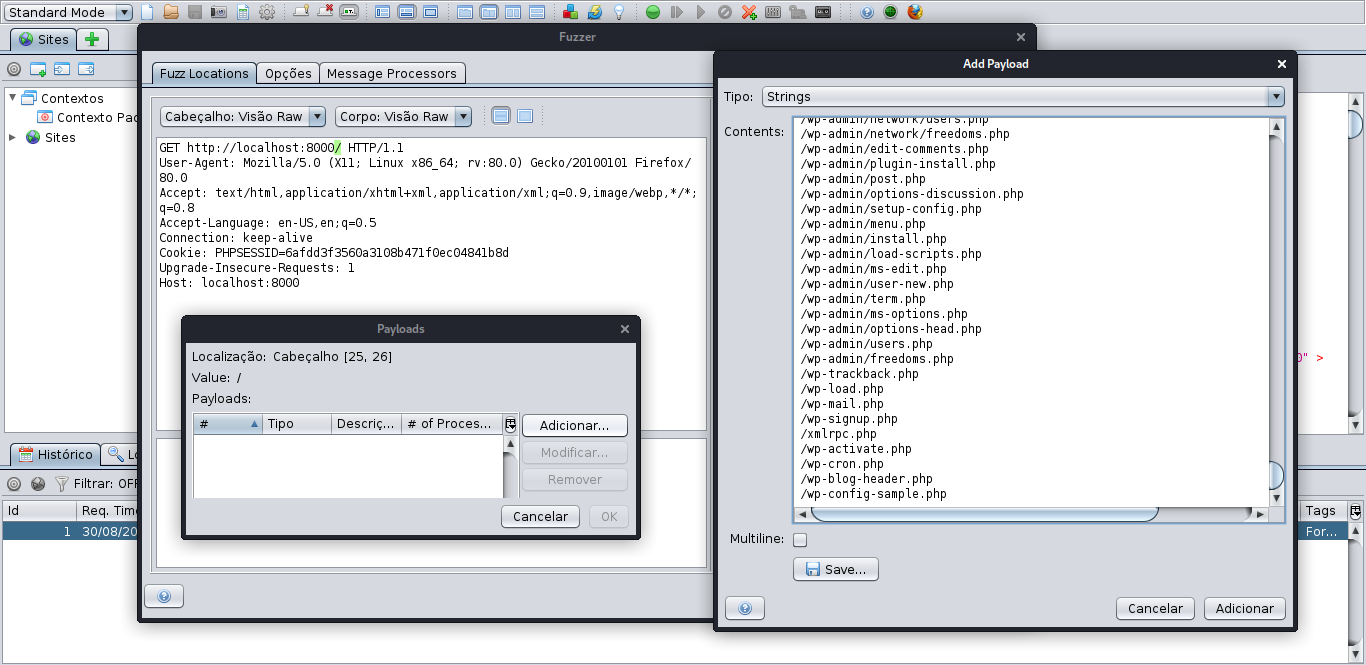 Standard Mode
Sites
Contextos
Contexto Pac
Sites
Fuzzer
Fuzz Locations
Opções
Message Processors
Cabeçalho: Visão Raw
Corpo: Visão Raw
GET http://localhost:8000/ HTTP/1.1
User-Agent: Mozilla/5.0 (X11; Linux x86_64; rv:80.0) Gecko/20100101 Firefox/
80.0
Accept: text/html,application/xhtml+xml,application/xml;q=0.9,image/webp,*/*;
q=0.8
Accept-Language: en-US,en;q=0.5
Connection: keep-alive
Cookie: PHPSESSID=6afdd3f3560a3108b471f0ec04841b8d
Upgrade-Insecure-Requests: 1
Host: localhost:8000
Payloads
Localização: Cabeçalho [25, 26]
Value: /
Payloads:
# Tipo Descriç... # of Proces...
Adicionar...
Modificar...
Remover
Cancelar
OK
Add Payload
Tipo: Strings
Contents:
/wp-admin/network/users.php
/wp-admin/network/freedoms.php
/wp-admin/edit-comments.php
/wp-admin/plugin-install.php
/wp-admin/post.php
/wp-admin/options-discussion.php
/wp-admin/setup-config.php
/wp-admin/menu.php
/wp-admin/install.php
/wp-admin/load-scripts.php
/wp-admin/ms-edit.php
/wp-admin/user-new.php
/wp-admin/term.php
/wp-admin/ms-options.php
/wp-admin/options-head.php
/wp-admin/users.php
/wp-admin/freedoms.php
/wp-trackback.php
/wp-load.php
/wp-mail.php
/wp-signup.php
/xmlrpc.php
/wp-activate.php
/wp-cron.php
/wp-blog-header.php
/wp-config-sample.php
Multiline:
Save...
Cancelar
Adicionar
0" >
Histórico
Lo
Filtrar: OFF
Id Req. Time
Tags
1 30/08/20
For...